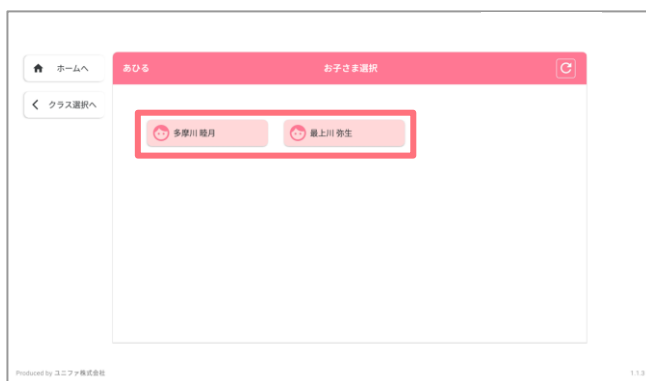 ホームへ
クラス選択へ
あひる
お子さま選択
多摩川 睦月
最上川 弥生
Produced by ユニファ株式会社
1.1.3